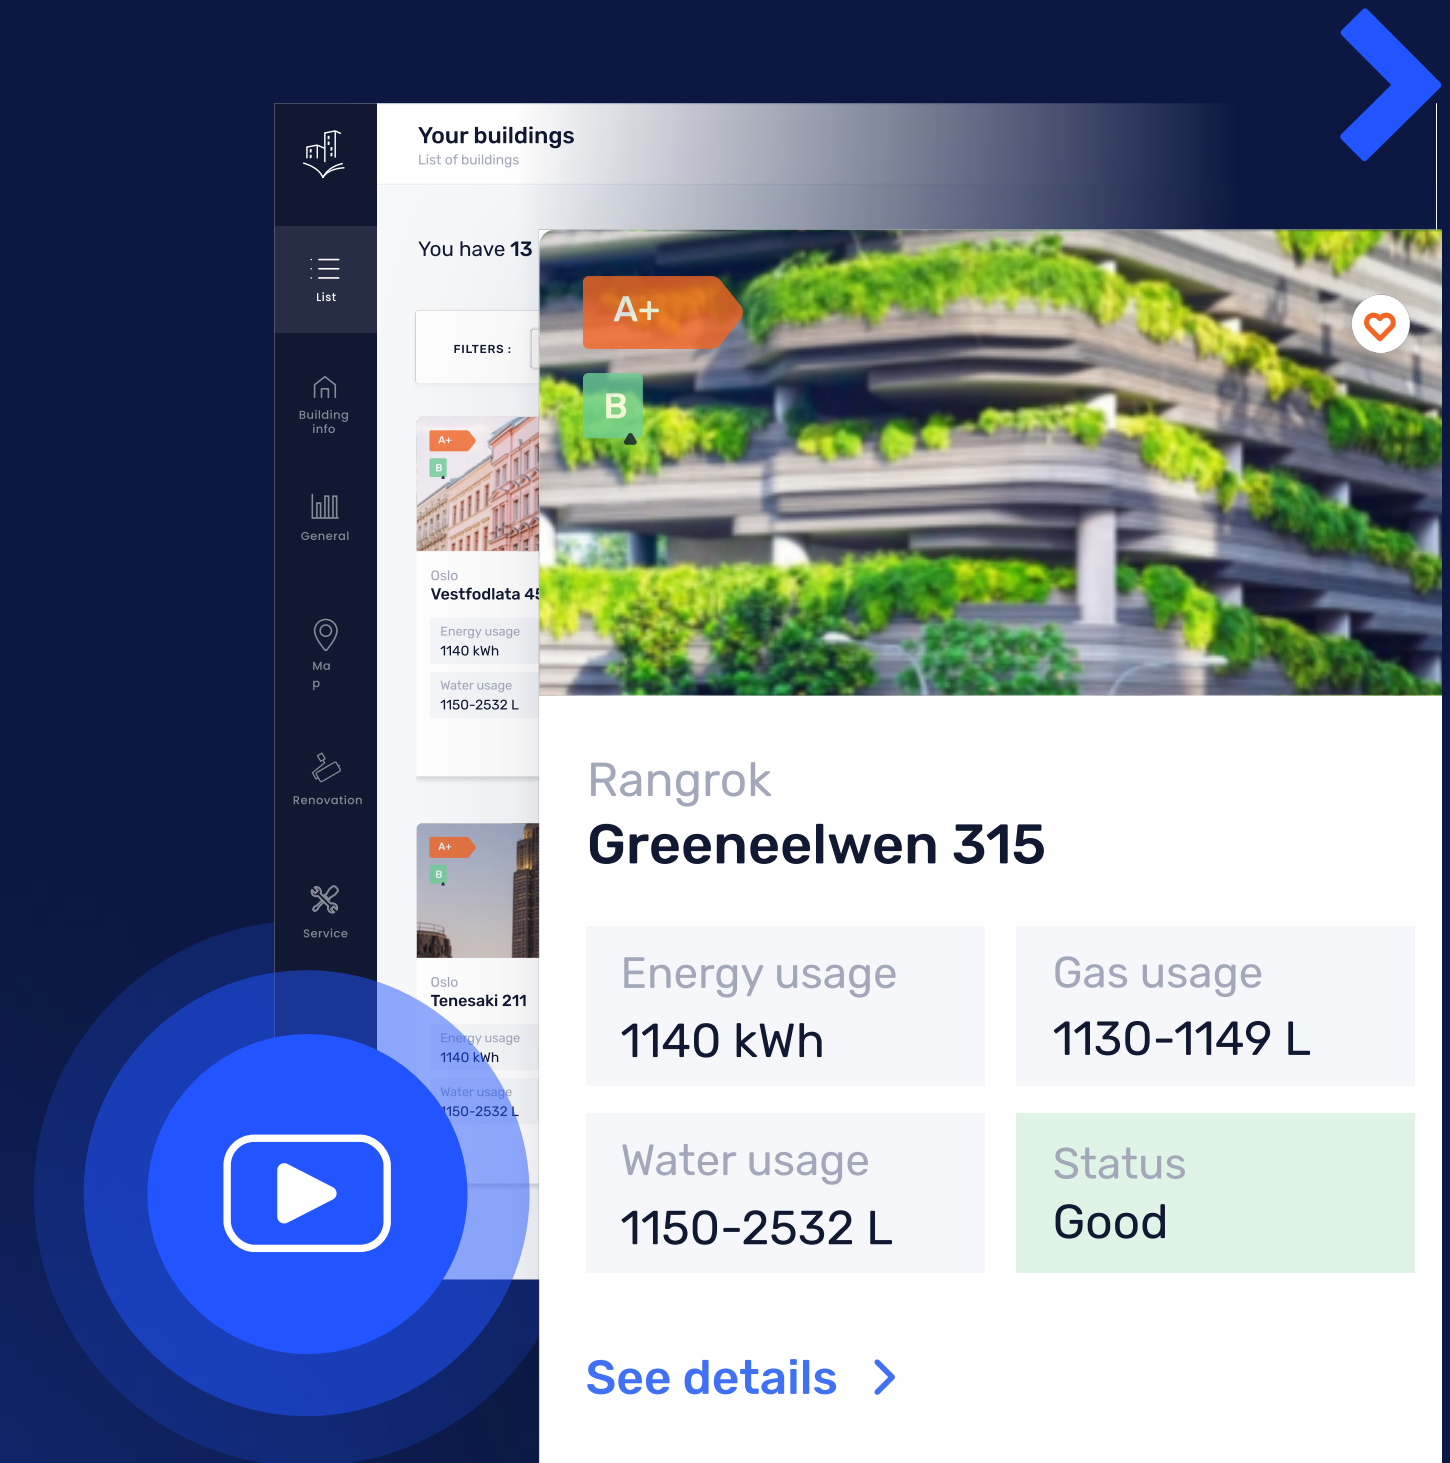 Your buildings
List of buildings
You have 13
List
FILTERS :
Building
info
General
Ma
p
Renovation
Service
A+
B
Oslo
Vestfodlata 45
Energy usage
1140 kWh
Water usage
1150-2532 L
A+
B
Oslo
Tenesaki 211
Energy usage
1140 kWh
Water usage
1150-2532 L
A+
B
Rangrok
Greeneelwen 315
Energy usage
1140 kWh
Gas usage
1130-1149 L
Water usage
1150-2532 L
Status
Good
See details